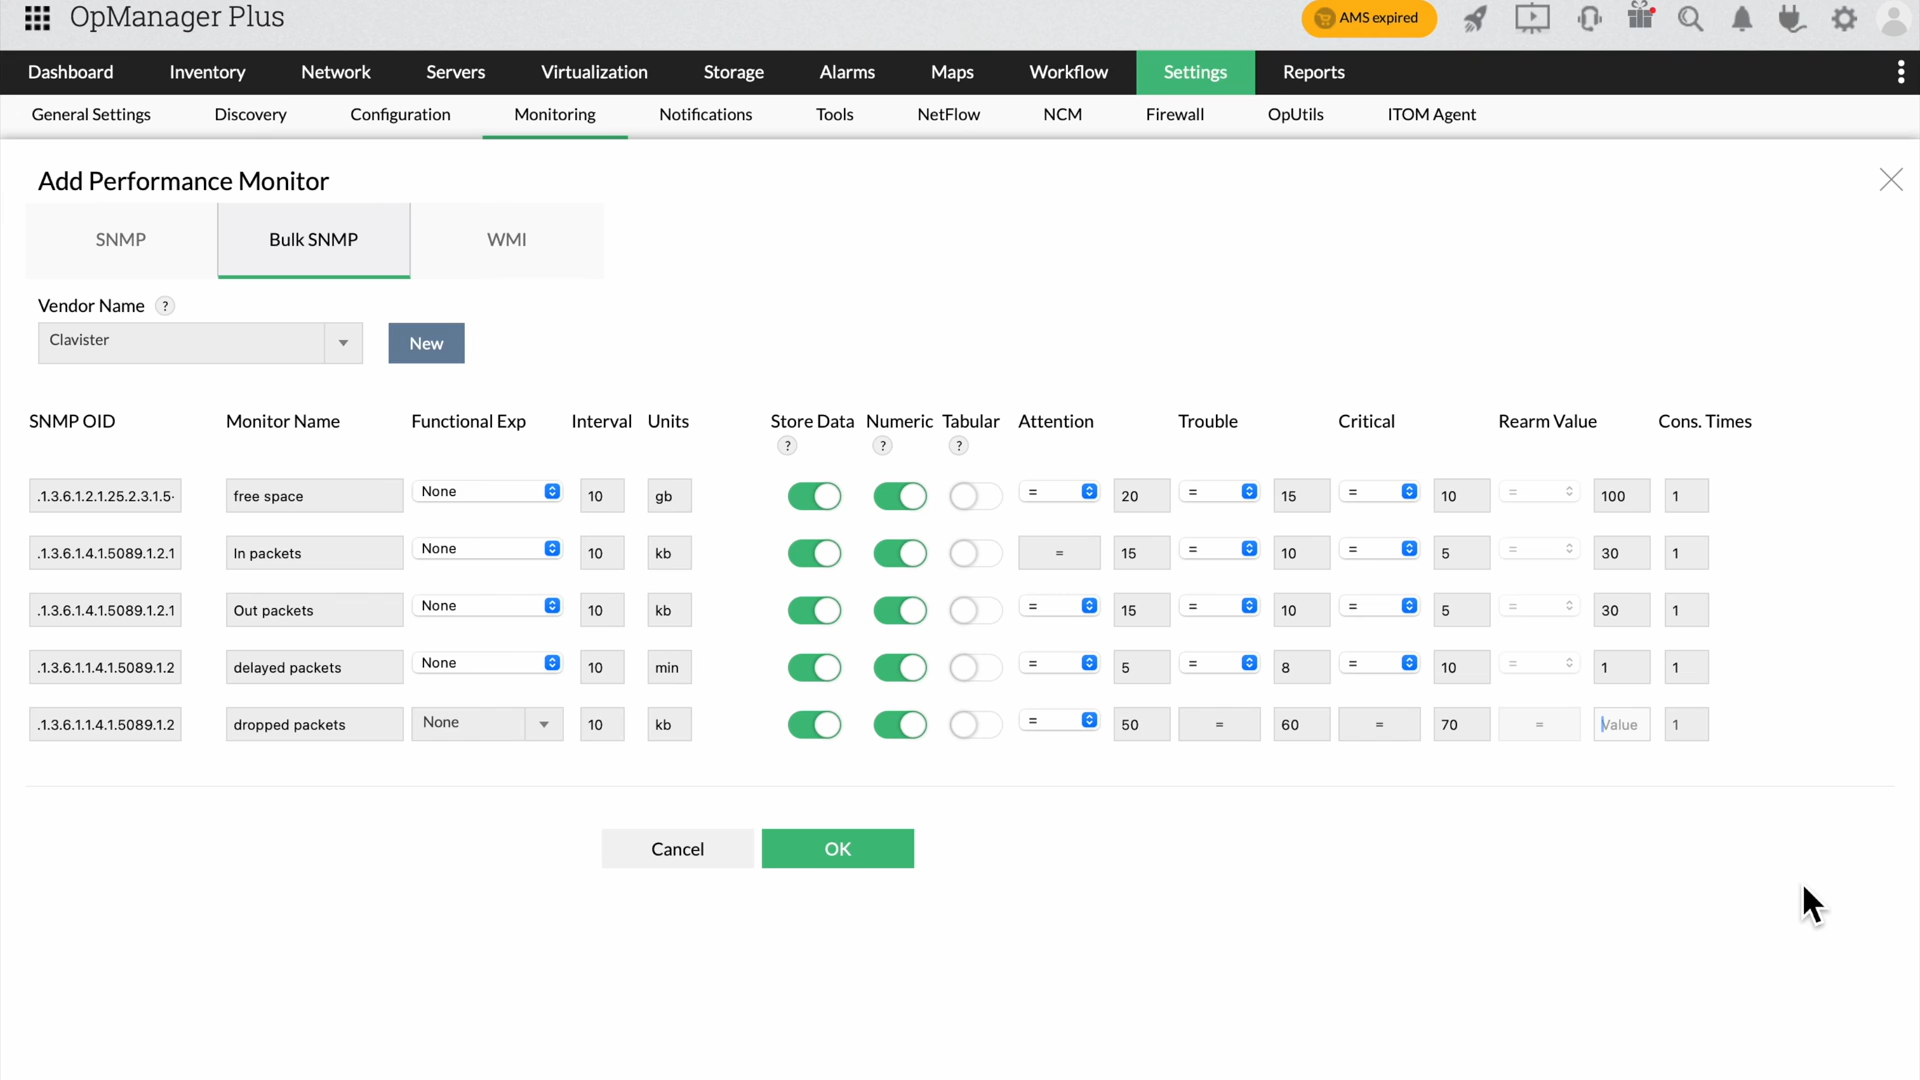 OpManager Plus
AMS expired
Dashboard Inventory Network Servers Virtualization Storage Alarms Maps Workflow Settings Reports
General Settings Discovery Configuration Monitoring Notifications Tools NetFlow NCM Firewall OpUtils ITOM Agent
Add Performance Monitor
SNMP Bulk SNMP WMI
Vendor Name ?
Clavister New
SNMP OID Monitor Name Functional Exp Interval Units Store Data Numeric Tabular Attention Trouble Critical Rearm Value Cons. Times
? ? ?
.1.3.6.1.2.1.25.2.3.1.5- free space None 10 gb = 20 = 15 = 10 = 100 1
.1.3.6.1.4.1.5089.1.2.1 In packets None 10 kb = 15 = 10 = 5 = 30 1
.1.3.6.1.4.1.5089.1.2.1 Out packets None 10 kb = 15 = 10 = 5 = 30 1
.1.3.6.1.1.4.1.5089.1.2 delayed packets None 10 min = 5 = 8 = 10 = 1 1
.1.3.6.1.1.4.1.5089.1.2 dropped packets None 10 kb = 50 = 60 = 70 = Value 1
Cancel OK